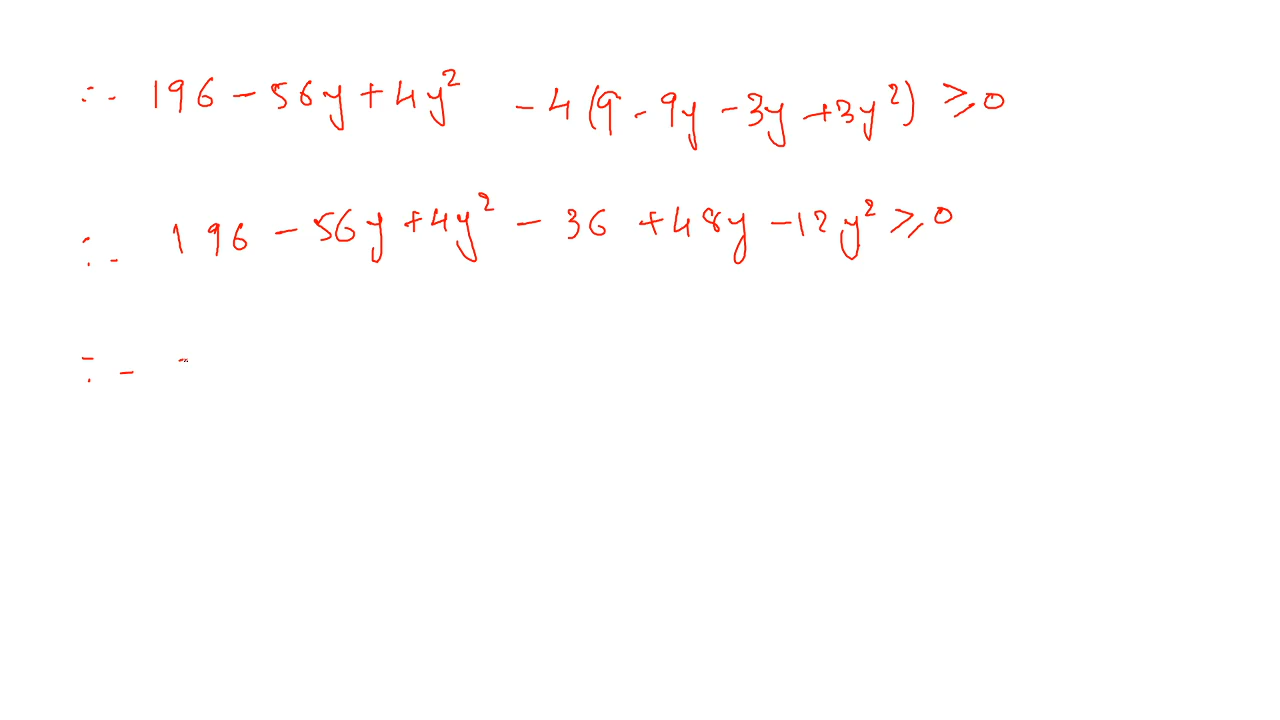 ∴ 196 - 56y + 4y² - 4(9 - 9y - 3y + 3y²) ⩾ 0
∴ 196 - 56y + 4y² - 36 + 48y - 12y² ⩾ 0
∴